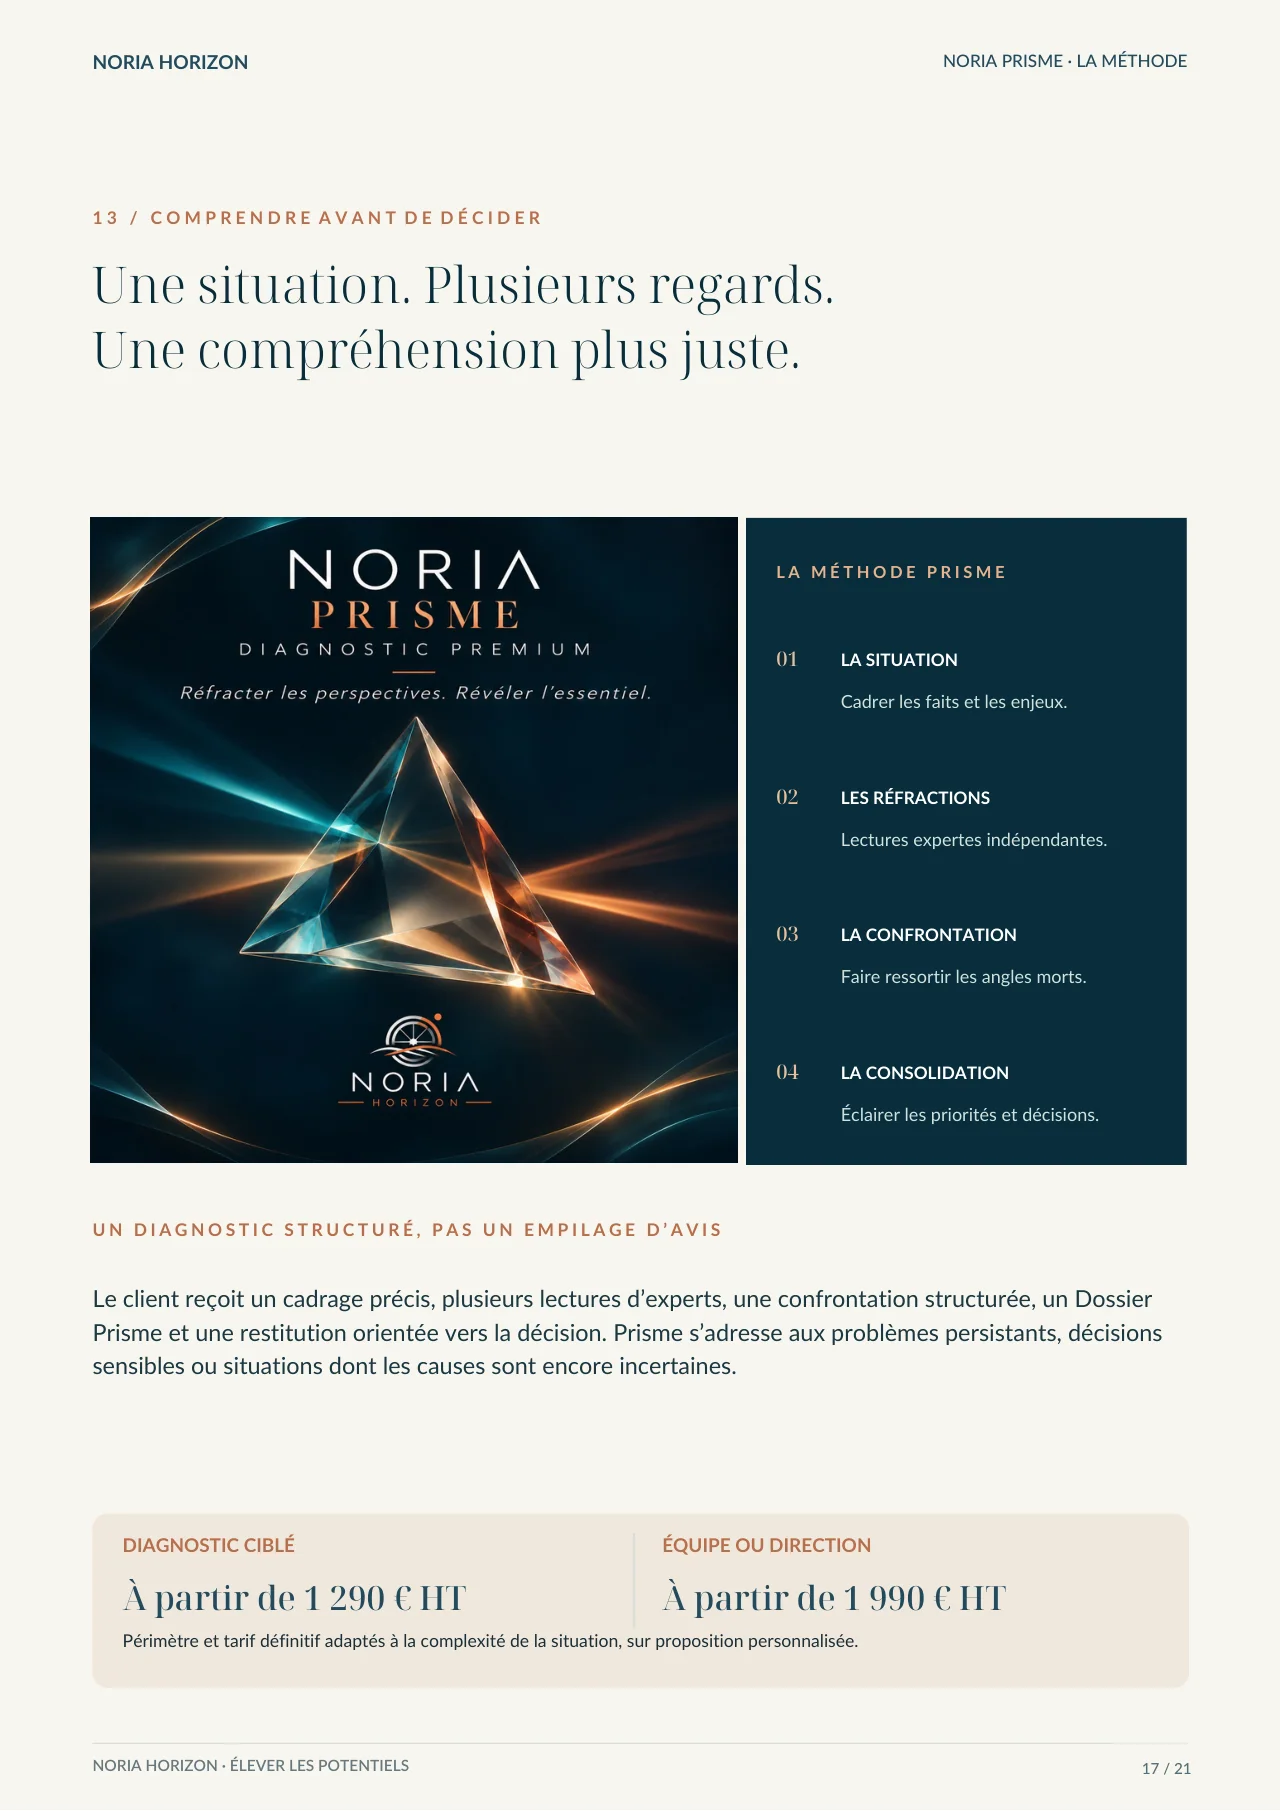 NORIA HORIZON
NORIA PRISME · LA MÉTHODE
13 / COMPRENDRE AVANT DE DÉCIDER
Une situation. Plusieurs regards.
Une compréhension plus juste.
NORIA
PRISME
DIAGNOSTIC PREMIUM
Réfracter les perspectives. Révéler l’essentiel.
NORIA
HORIZON
LA MÉTHODE PRISME
01 LA SITUATION
Cadrer les faits et les enjeux.
02 LES RÉFRACTIONS
Lectures expertes indépendantes.
03 LA CONFRONTATION
Faire ressortir les angles morts.
04 LA CONSOLIDATION
Éclairer les priorités et décisions.
UN DIAGNOSTIC STRUCTURÉ, PAS UN EMPILAGE D’AVIS
Le client reçoit un cadrage précis, plusieurs lectures d’experts, une confrontation structurée, un Dossier
Prisme et une restitution orientée vers la décision. Prisme s’adresse aux problèmes persistants, décisions
sensibles ou situations dont les causes sont encore incertaines.
DIAGNOSTIC CIBLÉ
À partir de 1 290 € HT
ÉQUIPE OU DIRECTION
À partir de 1 990 € HT
Périmètre et tarif définitif adaptés à la complexité de la situation, sur proposition personnalisée.
NORIA HORIZON · ÉLEVER LES POTENTIELS
17 / 21